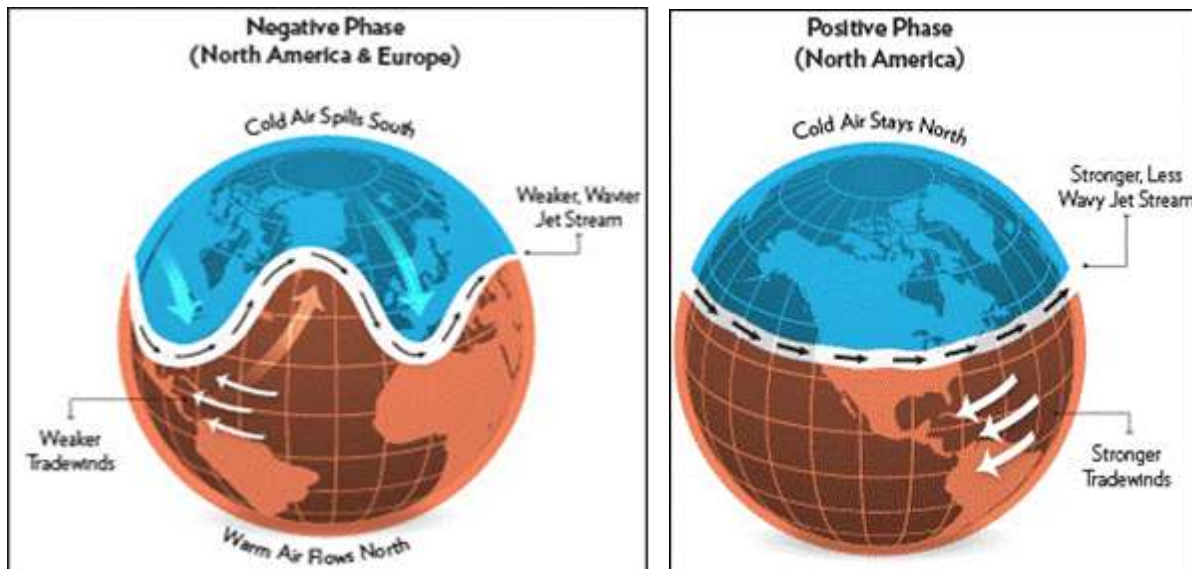 Negative Phase
(North America & Europe)
Cold Air Spills South
Weaker, Wavier
Jet Stream
Weaker
Tradewinds
Warm Air Flows North
Positive Phase
(North America)
Cold Air Stays North
Stronger, Less
Wavy Jet Stream
Stronger
Tradewinds